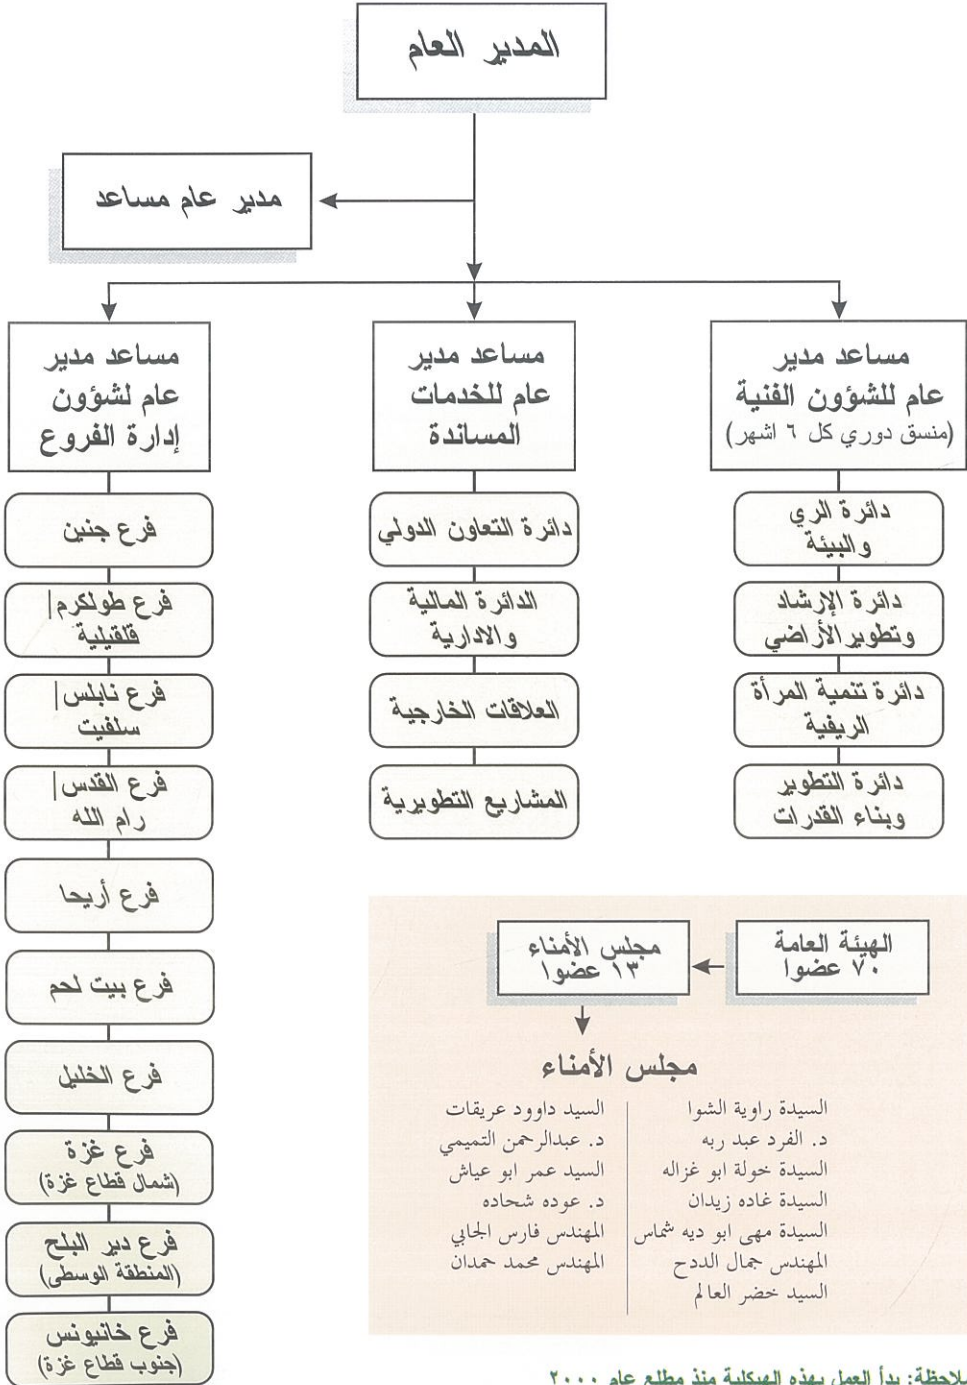 المدير العام
مدير عام مساعد
مساعد مدير
عام للشؤون الفنية
(منسق دوري كل ٦ اشهر)
دائرة الري
والبيئة
دائرة الإرشاد
وتطوير الأراضي
دائرة تنمية المرأة
الريفية
دائرة التطوير
وبناء القدرات
مساعد مدير
عام للخدمات
المساندة
دائرة التعاون الدولي
الدائرة المالية
والادارية
العلاقات الخارجية
المشاريع التطويرية
مساعد مدير
عام لشؤون
إدارة الفروع
فرع جنين
فرع طولكرم|
قلقيلية
فرع نابلس|
سلفيت
فرع القدس|
رام الله
فرع أريحا
فرع بيت لحم
فرع الخليل
فرع غزة
(شمال قطاع غزة)
فرع دير البلح
(المنطقة الوسطى)
فرع خانيونس
(جنوب قطاع غزة)
الهيئة العامة
٧٠ عضوا
مجلس الأمناء
١٣ عضوا
مجلس الأمناء
السيدة راوية الشوا
د. الفرد عبد ربه
السيدة خولة ابو غزاله
السيدة غاده زيدان
السيدة مهى ابو ديه شماس
المهندس جمال الددح
السيد خضر العالم
السيد داوود عريقات
د. عبدالرحمن التميمي
السيد عمر ابو عياش
د. عوده شحاده
المهندس فارس الجابي
المهندس محمد حمدان
لاحظة: بدأ العمل بهذه الهيكلية منذ مطلع عام ٢٠٠٠